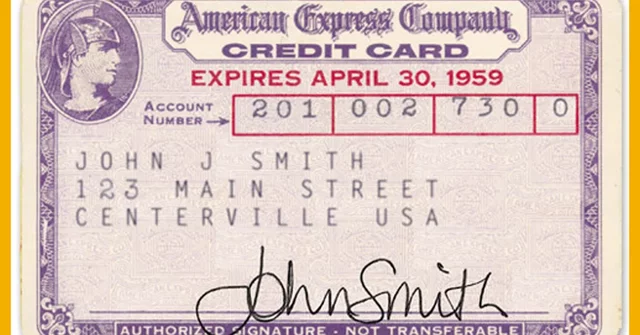 American Express Company
CREDIT CARD
EXPIRES APRIL 30, 1959
ACCOUNT NUMBER → 201 002 730 0
JOHN J SMITH
123 MAIN STREET
CENTERVILLE USA
John Smith
AUTHORIZED SIGNATURE · NOT TRANSFERABLE